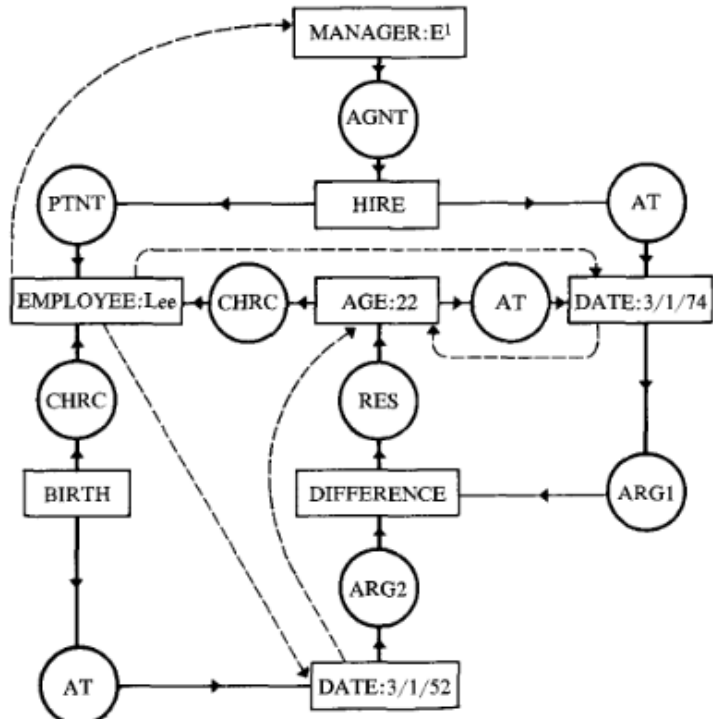 MANAGER:E¹
AGNT
PTNT
HIRE
AT
EMPLOYEE:Lee
CHRC
AGE:22
AT
DATE:3/1/74
CHRC
RES
BIRTH
DIFFERENCE
ARG1
ARG2
AT
DATE:3/1/52